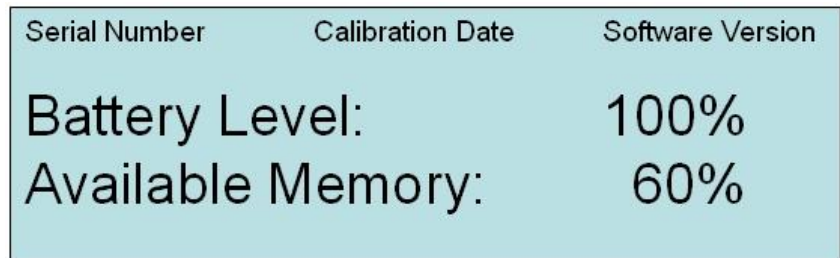 Serial Number Calibration Date Software Version
Battery Level: 100%
Available Memory: 60%